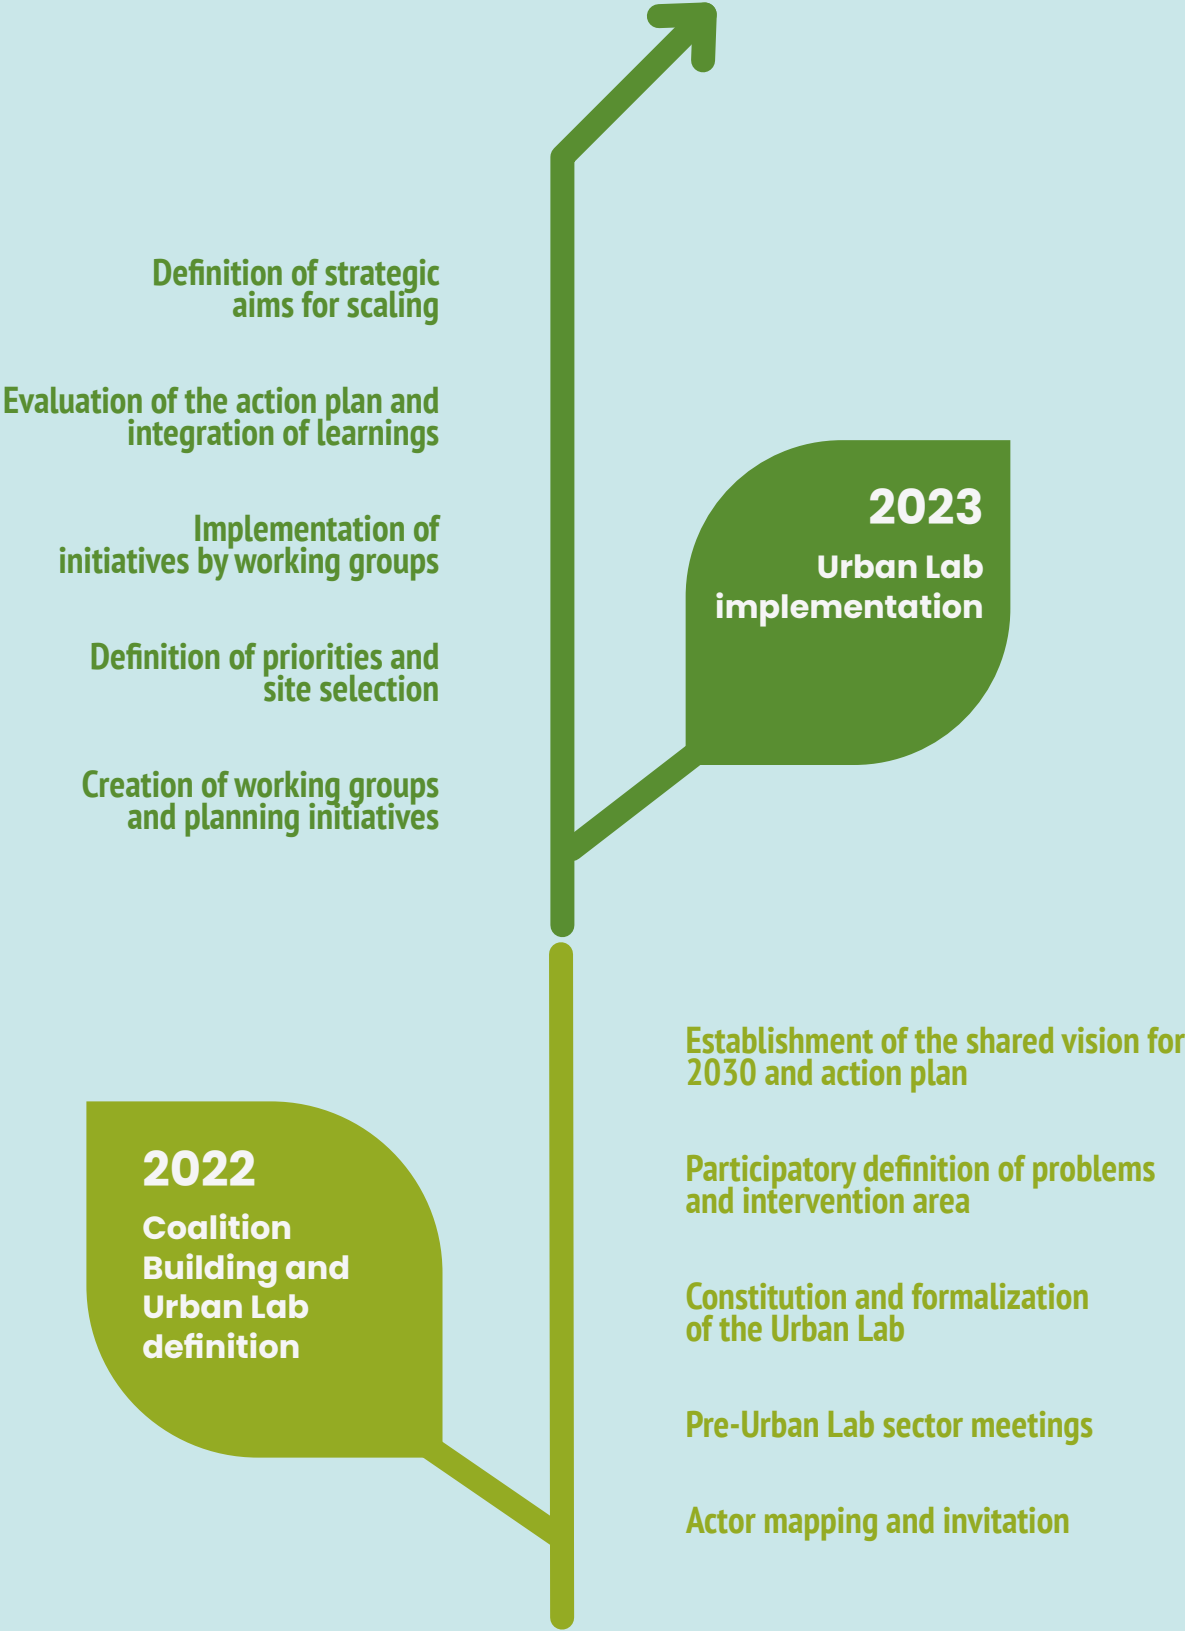 Definition of strategic
aims for scaling
Evaluation of the action plan and
integration of learnings
Implementation of
initiatives by working groups
Definition of priorities and
site selection
Creation of working groups
and planning initiatives
2023
Urban Lab
implementation
2022
Coalition
Building and
Urban Lab
definition
Establishment of the shared vision for
2030 and action plan
Participatory definition of problems
and intervention area
Constitution and formalization
of the Urban Lab
Pre-Urban Lab sector meetings
Actor mapping and invitation